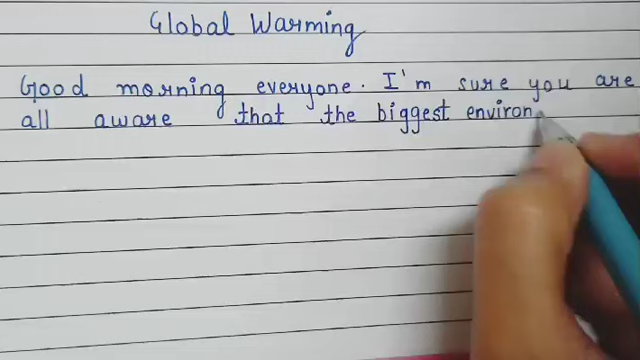 Global Warming
Good morning everyone. I'm sure you are
all aware that the biggest environ